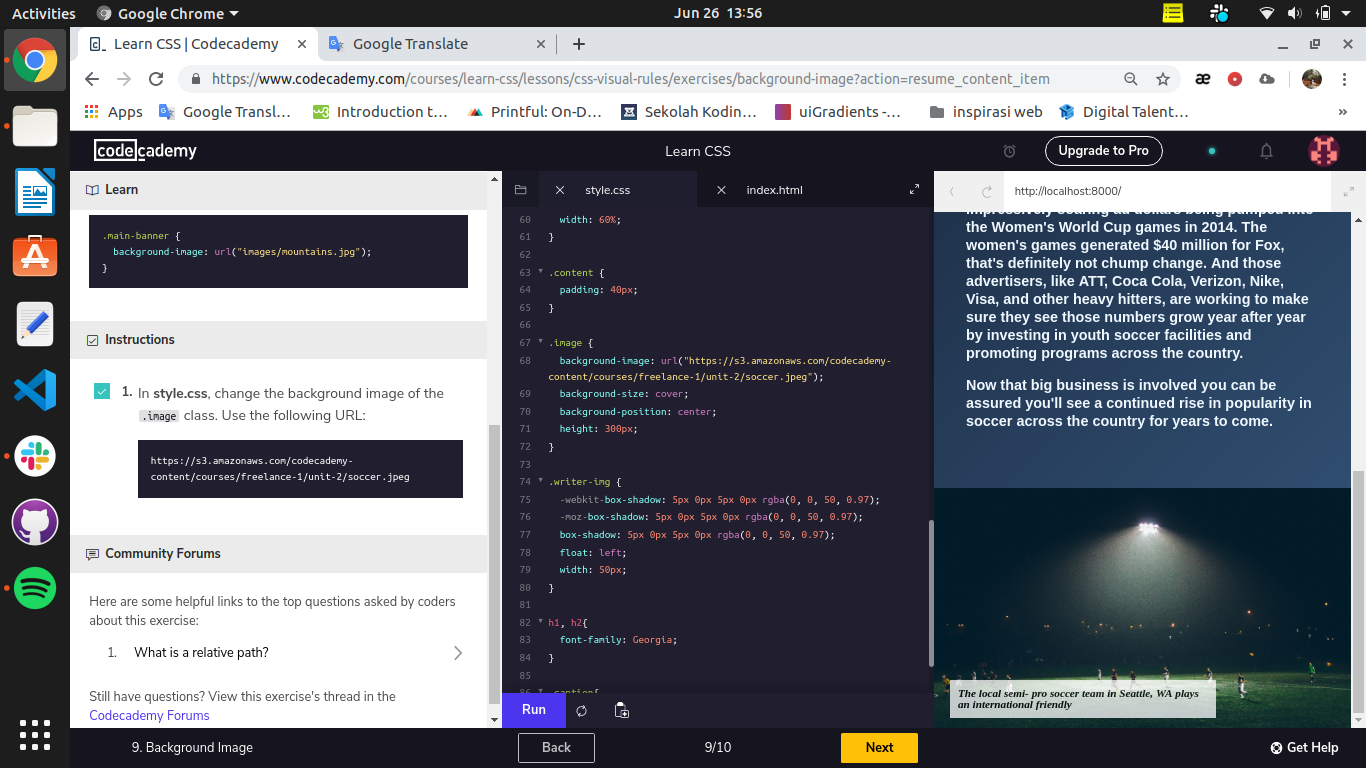 Activities
Google Chrome
Jun 26 13:56
Learn CSS | Codecademy
Google Translate
https://www.codecademy.com/courses/learn-css/lessons/css-visual-rules/exercises/background-image?action=resume_content_item
Apps
Google Transl…
Introduction t…
Printful: On-D…
Sekolah Kodin…
uiGradients -…
inspirasi web
Digital Talent…
codecademy
Learn CSS
Upgrade to Pro
Learn
.main-banner {
background-image: url("images/mountains.jpg");
}
Instructions
1. In style.css, change the background image of the
.image class. Use the following URL:
https://s3.amazonaws.com/codecademy-
content/courses/freelance-1/unit-2/soccer.jpeg
Community Forums
Here are some helpful links to the top questions asked by coders
about this exercise:
1. What is a relative path?
Still have questions? View this exercise's thread in the
Codecademy Forums
style.css
index.html
60 width: 60%;
61 }
62
63 .content {
64 padding: 40px;
65 }
66
67 .image {
68 background-image: url("https://s3.amazonaws.com/codecademy-
content/courses/freelance-1/unit-2/soccer.jpeg");
69 background-size: cover;
70 background-position: center;
71 height: 300px;
72 }
73
74 .writer-img {
75 -webkit-box-shadow: 5px 0px 5px 0px rgba(0, 0, 50, 0.97);
76 -moz-box-shadow: 5px 0px 5px 0px rgba(0, 0, 50, 0.97);
77 box-shadow: 5px 0px 5px 0px rgba(0, 0, 50, 0.97);
78 float: left;
79 width: 50px;
80 }
81
82 h1, h2{
83 font-family: Georgia;
84 }
85
86 .caption{
Run
http://localhost:8000/
impressively soaring ad dollars being pumped into
the Women's World Cup games in 2014. The
women's games generated $40 million for Fox,
that's definitely not chump change. And those
advertisers, like ATT, Coca Cola, Verizon, Nike,
Visa, and other heavy hitters, are working to make
sure they see those numbers grow year after year
by investing in youth soccer facilities and
promoting programs across the country.
Now that big business is involved you can be
assured you'll see a continued rise in popularity in
soccer across the country for years to come.
The local semi- pro soccer team in Seattle, WA plays
an international friendly
9. Background Image
Back
9/10
Next
Get Help